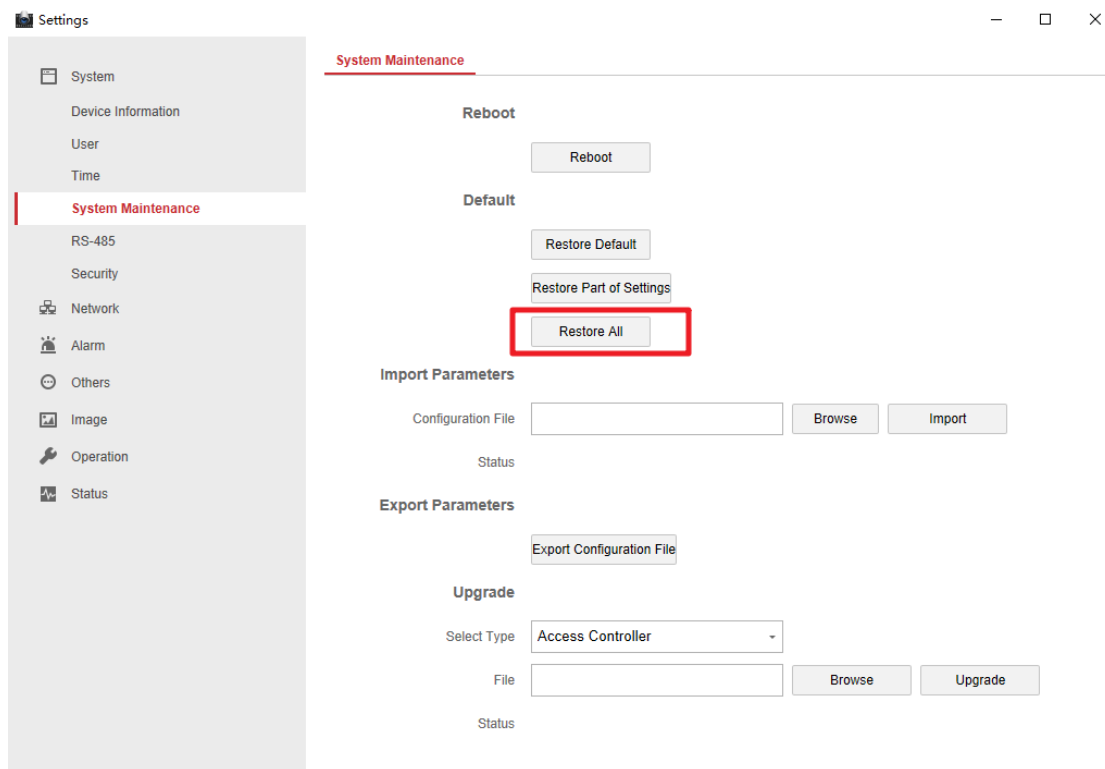 Settings
System
Device Information
User
Time
System Maintenance
RS-485
Security
Network
Alarm
Others
Image
Operation
Status
System Maintenance
Reboot
Reboot
Default
Restore Default
Restore Part of Settings
Restore All
Import Parameters
Configuration File Browse Import
Status
Export Parameters
Export Configuration File
Upgrade
Select Type Access Controller
File Browse Upgrade
Status